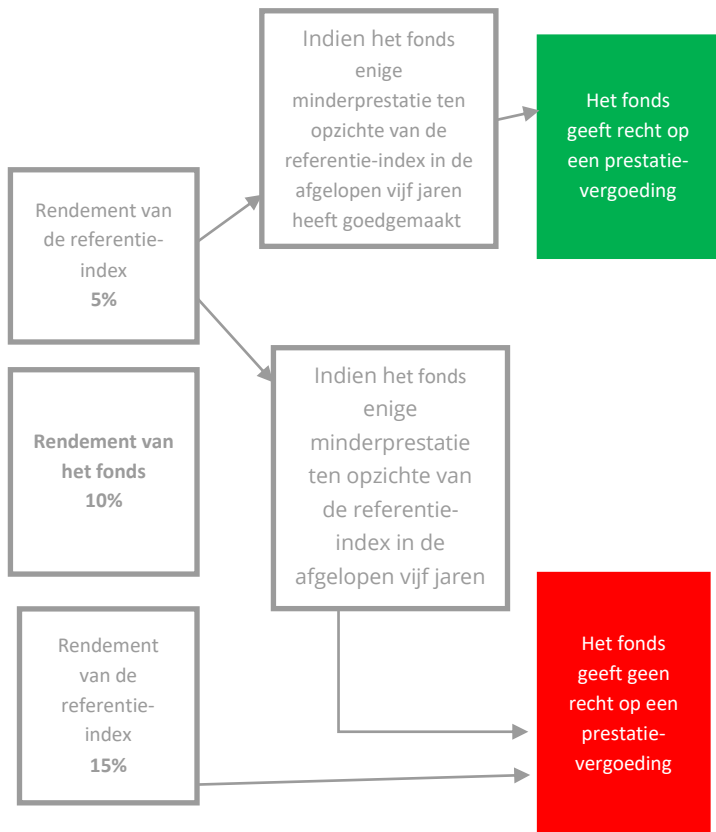 Indien het fonds
enige
minderprestatie ten
opzichte van de
referentie-index in de
afgelopen vijf jaren
heeft goedgemaakt
Het fonds
geeft recht op
een prestatie-
vergoeding
Rendement van
de referentie-
index
5%
Rendement van
het fonds
10%
Indien het fonds
enige
minderprestatie
ten opzichte van
de referentie-
index in de
afgelopen vijf jaren
Rendement
van de
referentie-
index
15%
Het fonds
geeft geen
recht op een
prestatie-
vergoeding